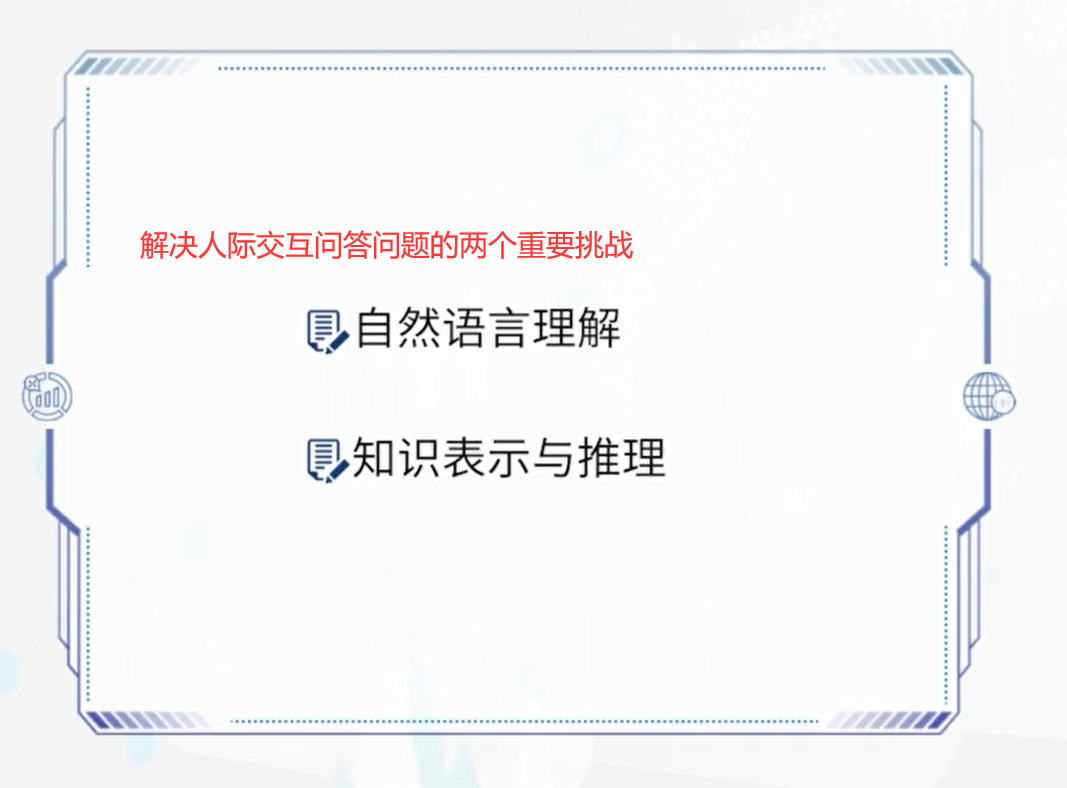 解决人际交互问答问题的两个重要挑战
自然语言理解
知识表示与推理